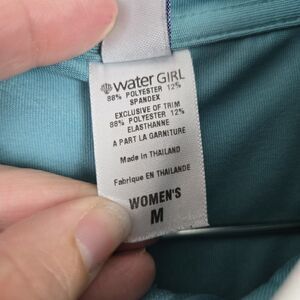 water GIRL
88% POLYESTER 12%
SPANDEX
EXCLUSIVE OF TRIM
88% POLYESTER 12%
ELASTHANNE
A PART LA GARNITURE
Made in THAILAND
Fabrique EN THAILANDE
WOMEN'S
M